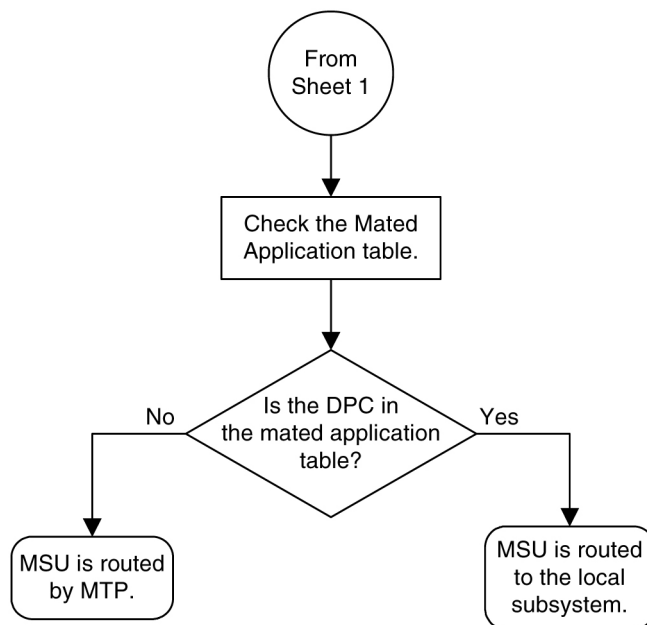 From
Sheet 1
Check the Mated
Application table.
Is the DPC in
the mated application
table?
No
Yes
MSU is routed
by MTP.
MSU is routed
to the local
subsystem.